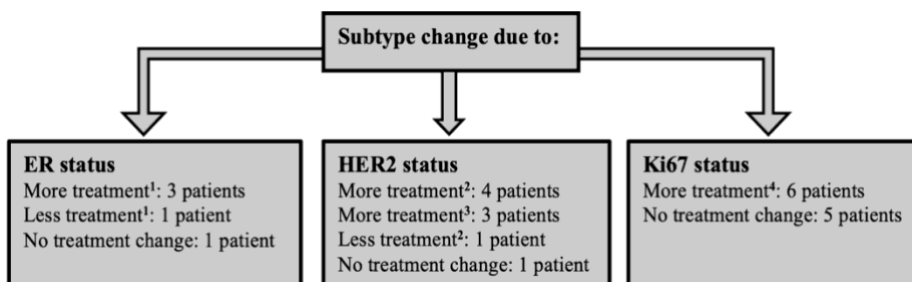 Subtype change due to:
ER status
More treatment¹: 3 patients
Less treatment¹: 1 patient
No treatment change: 1 patient
HER2 status
More treatment²: 4 patients
More treatment³: 3 patients
Less treatment²: 1 patient
No treatment change: 1 patient
Ki67 status
More treatment⁴: 6 patients
No treatment change: 5 patients